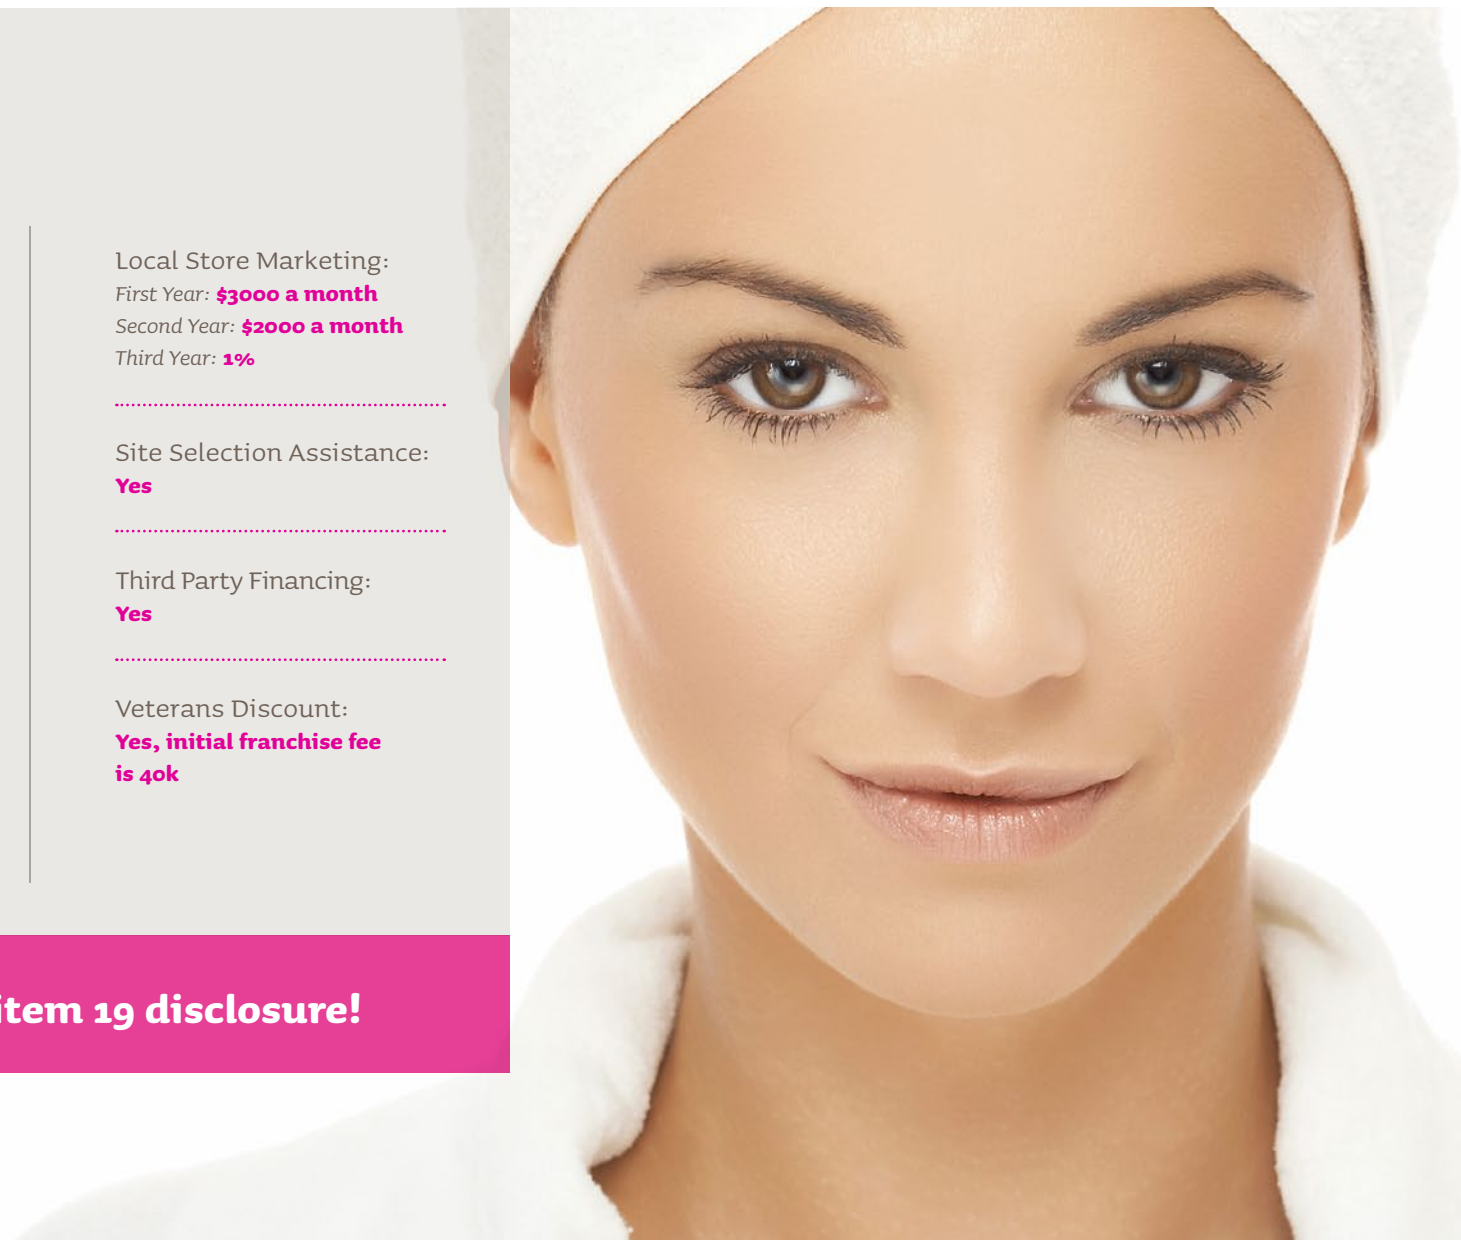 Local Store Marketing:
First Year: $3000 a month
Second Year: $2000 a month
Third Year: 1%
Site Selection Assistance:
Yes
Third Party Financing:
Yes
Veterans Discount:
Yes, initial franchise fee
is 40k
item 19 disclosure!